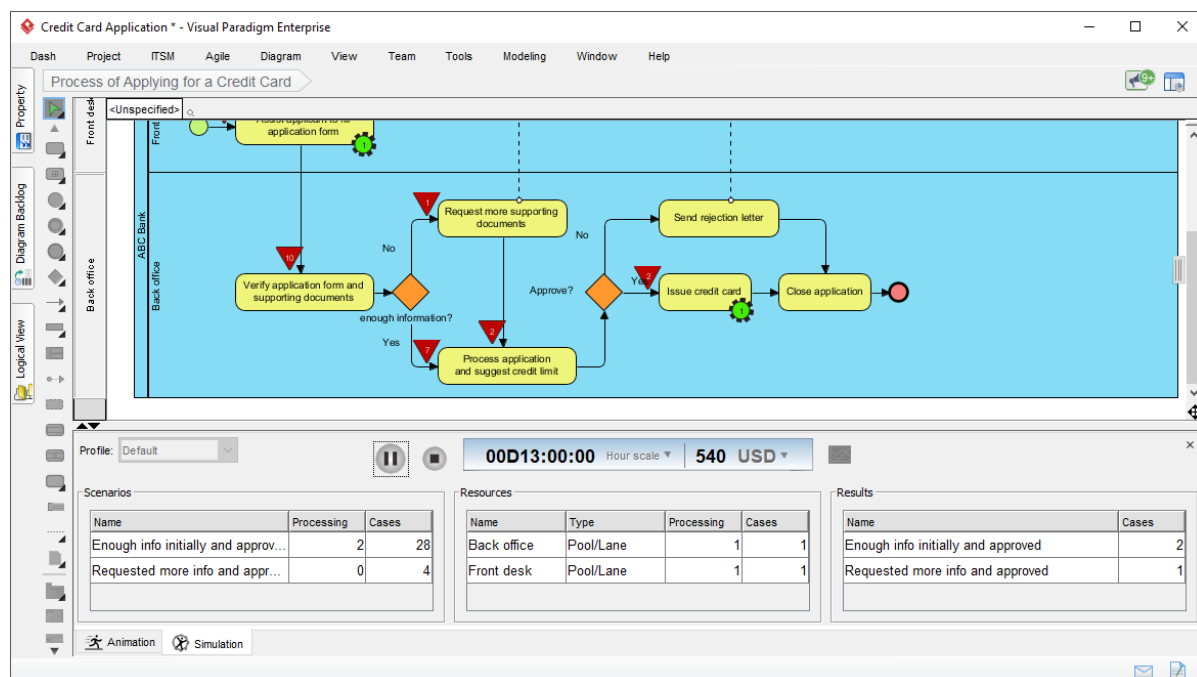 Credit Card Application * - Visual Paradigm Enterprise
Dash Project ITSM Agile Diagram View Team Tools Modeling Window Help
Process of Applying for a Credit Card
9+
Property
Diagram Backlog
Logical View
<Unspecified>
Front desk
Back office
ABC Bank
Front
Back office
application form
1
1
Request more supporting
documents
No
10
Verify application form and
supporting documents
enough information?
Yes
7
2
Process application
and suggest credit limit
No
Approve?
Send rejection letter
2
Issue credit card
1
Close application
Profile: Default
00D13:00:00 Hour scale 540 USD
Scenarios
Name Processing Cases
Enough info initially and approv... 2 28
Requested more info and appr... 0 4
Resources
Name Type Processing Cases
Back office Pool/Lane 1 1
Front desk Pool/Lane 1 1
Results
Name Cases
Enough info initially and approved 2
Requested more info and approved 1
Animation Simulation